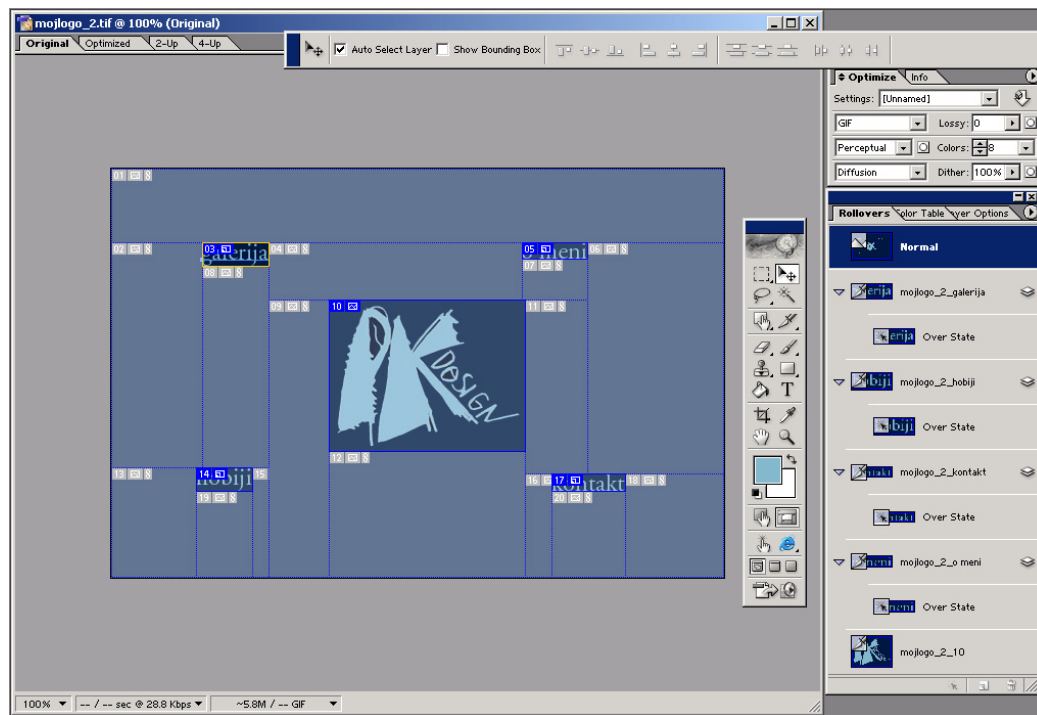 mojlogo_2.tif @ 100% (Original)
Original Optimized 2-Up 4-Up
Auto Select Layer Show Bounding Box
Optimize Info
Settings: [Unnamed]
GIF Lossy: 0
Perceptual Colors: 8
Diffusion Dither: 100%
Rollovers Color Table Layer Options
Normal
mojlogo_2_galerija
Over State
mojlogo_2_hobiji
Over State
mojlogo_2_kontakt
Over State
mojlogo_2_o meni
Over State
mojlogo_2_10
01
02 03 04 05 06
galerija o meni
08 07
09 10 11
DESIGN
12
13 14 15 16 17 18
hobiji kontakt
19 20
100% -- / -- sec @ 28.8 Kbps ~5.8M / -- GIF